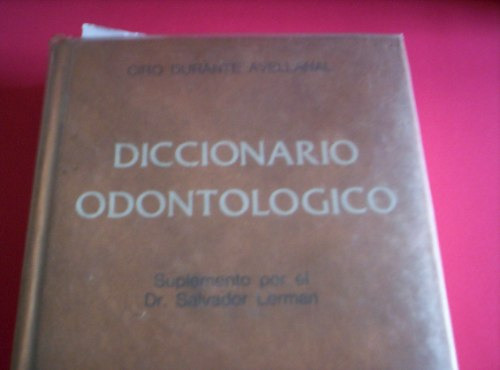 CIRO DURANTE AVELLANAL
DICCIONARIO
ODONTOLOGICO
Suplemento por el
Dr. Salvador Lerman